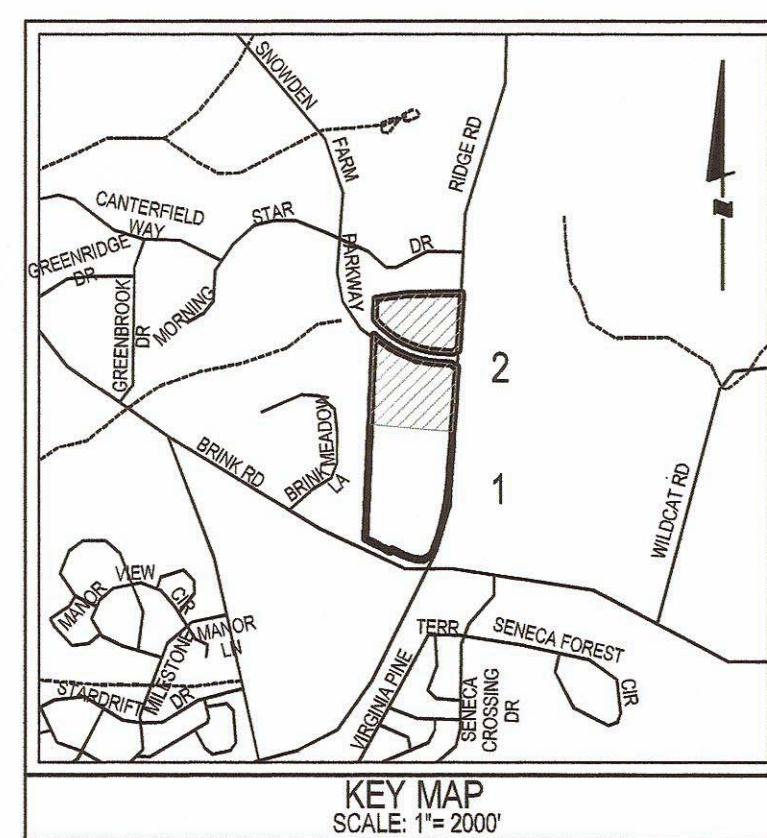 SNOWDEN
FARM
PARKWAY
RIDGE RD
CANTERFIELD
WAY
STAR
DR
GREENRIDGE
DR
MORNING
GREENBROOK
DR
2
BRINK RD
BRINK MEADOW
LA
1
WILDCAT RD
MANOR
VIEW
CIR
MANOR
LN
MILESTONE
DR
STARDRIFT
TERR
SENECA FOREST
CIR
VIRGINIA PINE
SENECA
CROSSING
DR
KEY MAP
SCALE: 1"= 2000'